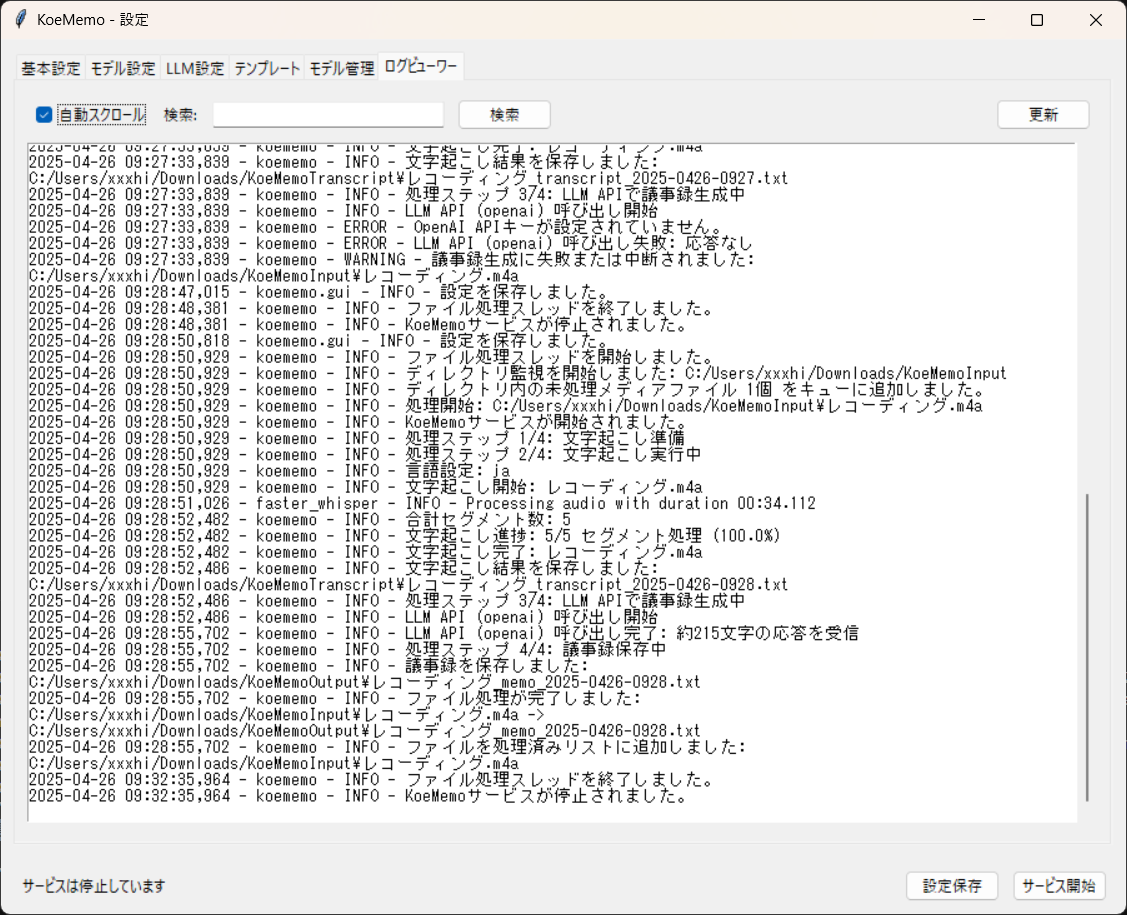 KoeMemo - 設定
基本設定 モデル設定 LLM設定 テンプレート モデル管理 ログビューワー
自動スクロール 検索: 検索 更新
2025-04-26 09:27:33,839 - koememo - INFO - 文字起こし完了: レコーディング.m4a
2025-04-26 09:27:33,839 - koememo - INFO - 文字起こし結果を保存しました:
C:/Users/xxxhi/Downloads/KoeMemoTranscript¥レコーディング_transcript_2025-0426-0927.txt
2025-04-26 09:27:33,839 - koememo - INFO - 処理ステップ 3/4: LLM APIで議事録生成中
2025-04-26 09:27:33,839 - koememo - INFO - LLM API (openai) 呼び出し開始
2025-04-26 09:27:33,839 - koememo - ERROR - OpenAI APIキーが設定されていません。
2025-04-26 09:27:33,839 - koememo - ERROR - LLM API (openai) 呼び出し失敗: 応答なし
2025-04-26 09:27:33,839 - koememo - WARNING - 議事録生成に失敗または中断されました:
C:/Users/xxxhi/Downloads/KoeMemoInput¥レコーディング.m4a
2025-04-26 09:28:47,015 - koememo.gui - INFO - 設定を保存しました。
2025-04-26 09:28:48,381 - koememo - INFO - ファイル処理スレッドを終了しました。
2025-04-26 09:28:48,381 - koememo - INFO - KoeMemoサービスが停止されました。
2025-04-26 09:28:50,818 - koememo.gui - INFO - 設定を保存しました。
2025-04-26 09:28:50,929 - koememo - INFO - ファイル処理スレッドを開始しました。
2025-04-26 09:28:50,929 - koememo - INFO - ディレクトリ監視を開始しました: C:/Users/xxxhi/Downloads/KoeMemoInput
2025-04-26 09:28:50,929 - koememo - INFO - ディレクトリ内の未処理メディアファイル 1個 をキューに追加しました。
2025-04-26 09:28:50,929 - koememo - INFO - 処理開始: C:/Users/xxxhi/Downloads/KoeMemoInput¥レコーディング.m4a
2025-04-26 09:28:50,929 - koememo - INFO - KoeMemoサービスが開始されました。
2025-04-26 09:28:50,929 - koememo - INFO - 処理ステップ 1/4: 文字起こし準備
2025-04-26 09:28:50,929 - koememo - INFO - 処理ステップ 2/4: 文字起こし実行中
2025-04-26 09:28:50,929 - koememo - INFO - 言語設定: ja
2025-04-26 09:28:50,929 - koememo - INFO - 文字起こし開始: レコーディング.m4a
2025-04-26 09:28:51,026 - faster_whisper - INFO - Processing audio with duration 00:34.112
2025-04-26 09:28:52,482 - koememo - INFO - 合計セグメント数: 5
2025-04-26 09:28:52,482 - koememo - INFO - 文字起こし進捗: 5/5 セグメント処理 (100.0%)
2025-04-26 09:28:52,482 - koememo - INFO - 文字起こし完了: レコーディング.m4a
2025-04-26 09:28:52,486 - koememo - INFO - 文字起こし結果を保存しました:
C:/Users/xxxhi/Downloads/KoeMemoTranscript¥レコーディング_transcript_2025-0426-0928.txt
2025-04-26 09:28:52,486 - koememo - INFO - 処理ステップ 3/4: LLM APIで議事録生成中
2025-04-26 09:28:52,486 - koememo - INFO - LLM API (openai) 呼び出し開始
2025-04-26 09:28:55,702 - koememo - INFO - LLM API (openai) 呼び出し完了: 約215文字の応答を受信
2025-04-26 09:28:55,702 - koememo - INFO - 処理ステップ 4/4: 議事録保存中
2025-04-26 09:28:55,702 - koememo - INFO - 議事録を保存しました:
C:/Users/xxxhi/Downloads/KoeMemoOutput¥レコーディング_memo_2025-0426-0928.txt
2025-04-26 09:28:55,702 - koememo - INFO - ファイル処理が完了しました:
C:/Users/xxxhi/Downloads/KoeMemoInput¥レコーディング.m4a ->
C:/Users/xxxhi/Downloads/KoeMemoOutput¥レコーディング_memo_2025-0426-0928.txt
2025-04-26 09:28:55,702 - koememo - INFO - ファイルを処理済みリストに追加しました:
C:/Users/xxxhi/Downloads/KoeMemoInput¥レコーディング.m4a
2025-04-26 09:32:35,964 - koememo - INFO - ファイル処理スレッドを終了しました。
2025-04-26 09:32:35,964 - koememo - INFO - KoeMemoサービスが停止されました。
サービスは停止しています 設定保存 サービス開始